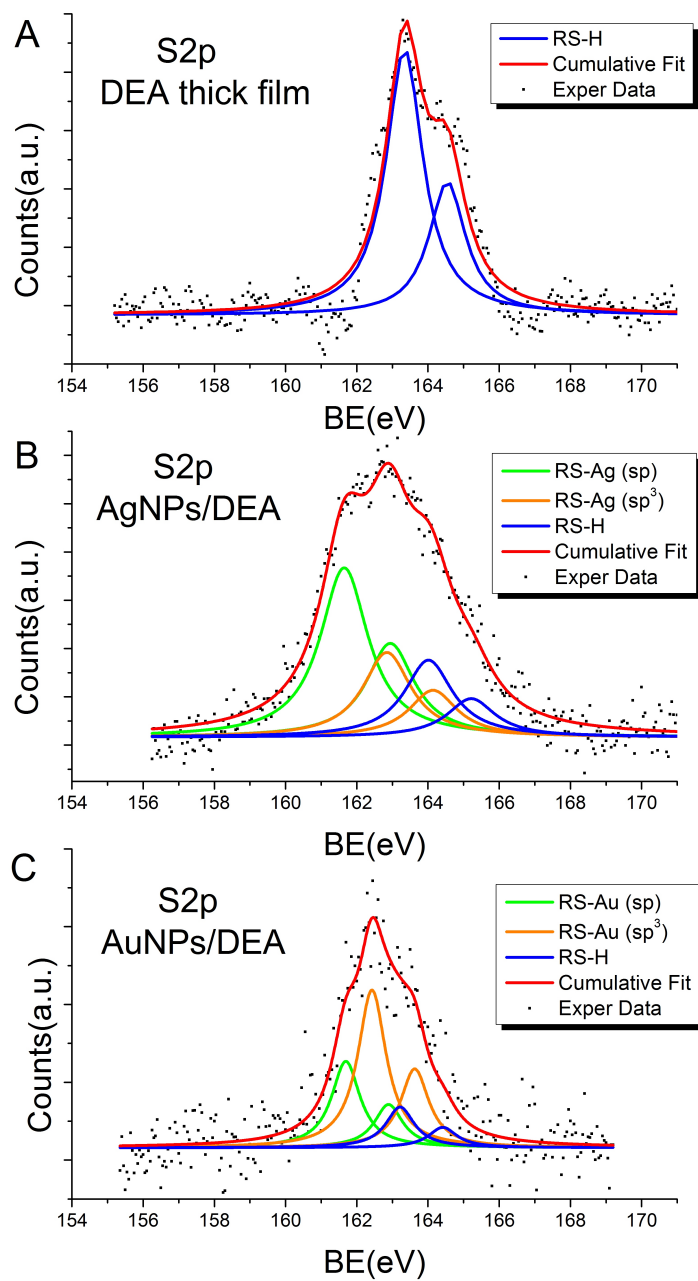 A
S2p
DEA thick film
RS-H
Cumulative Fit
Exper Data
Counts(a.u.)
154 156 158 160 162 164 166 168 170
BE(eV)
B
S2p
AgNPs/DEA
RS-Ag (sp)
RS-Ag (sp³)
RS-H
Cumulative Fit
Exper Data
Counts(a.u.)
154 156 158 160 162 164 166 168 170
BE(eV)
C
S2p
AuNPs/DEA
RS-Au (sp)
RS-Au (sp³)
RS-H
Cumulative Fit
Exper Data
Counts(a.u.)
154 156 158 160 162 164 166 168 170
BE(eV)